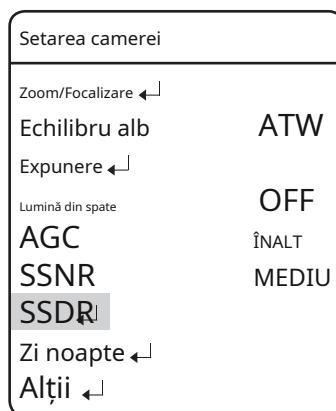 Setarea camerei
Zoom/Focalizare ↵
Echilibru alb ATW
Expunere ↵
Lumină din spate OFF
AGC ÎNALT
SSNR MEDIU
SSDR ↵
Zi noapte ↵
Alții ↵